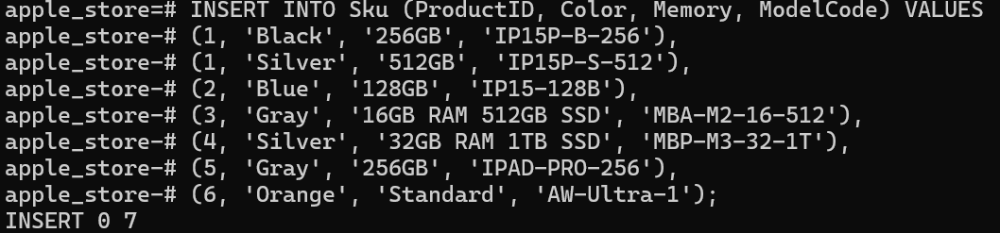 apple_store=# INSERT INTO Sku (ProductID, Color, Memory, ModelCode) VALUES
apple_store-# (1, 'Black', '256GB', 'IP15P-B-256'),
apple_store-# (1, 'Silver', '512GB', 'IP15P-S-512'),
apple_store-# (2, 'Blue', '128GB', 'IP15-128B'),
apple_store-# (3, 'Gray', '16GB RAM 512GB SSD', 'MBA-M2-16-512'),
apple_store-# (4, 'Silver', '32GB RAM 1TB SSD', 'MBP-M3-32-1T'),
apple_store-# (5, 'Gray', '256GB', 'IPAD-PRO-256'),
apple_store-# (6, 'Orange', 'Standard', 'AW-Ultra-1');
INSERT 0 7